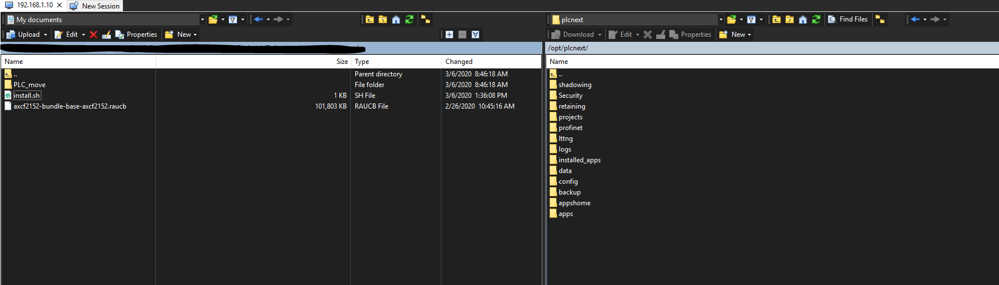 192.168.1.10 New Session
My documents
plcnext Find Files
Upload Edit Properties New
Download Edit Properties New
/opt/plcnext/
Name Size Type Changed
.. Parent directory 3/6/2020 8:46:18 AM
PLC_move File folder 3/6/2020 8:46:18 AM
install.sh 1 KB SH File 3/6/2020 1:36:08 PM
axcf2152-bundle-base-axcf2152.raucb 101,803 KB RAUCB File 2/26/2020 10:45:16 AM
Name
..
shadowing
Security
retaining
projects
profinet
lttng
logs
installed_apps
data
config
backup
appshome
apps